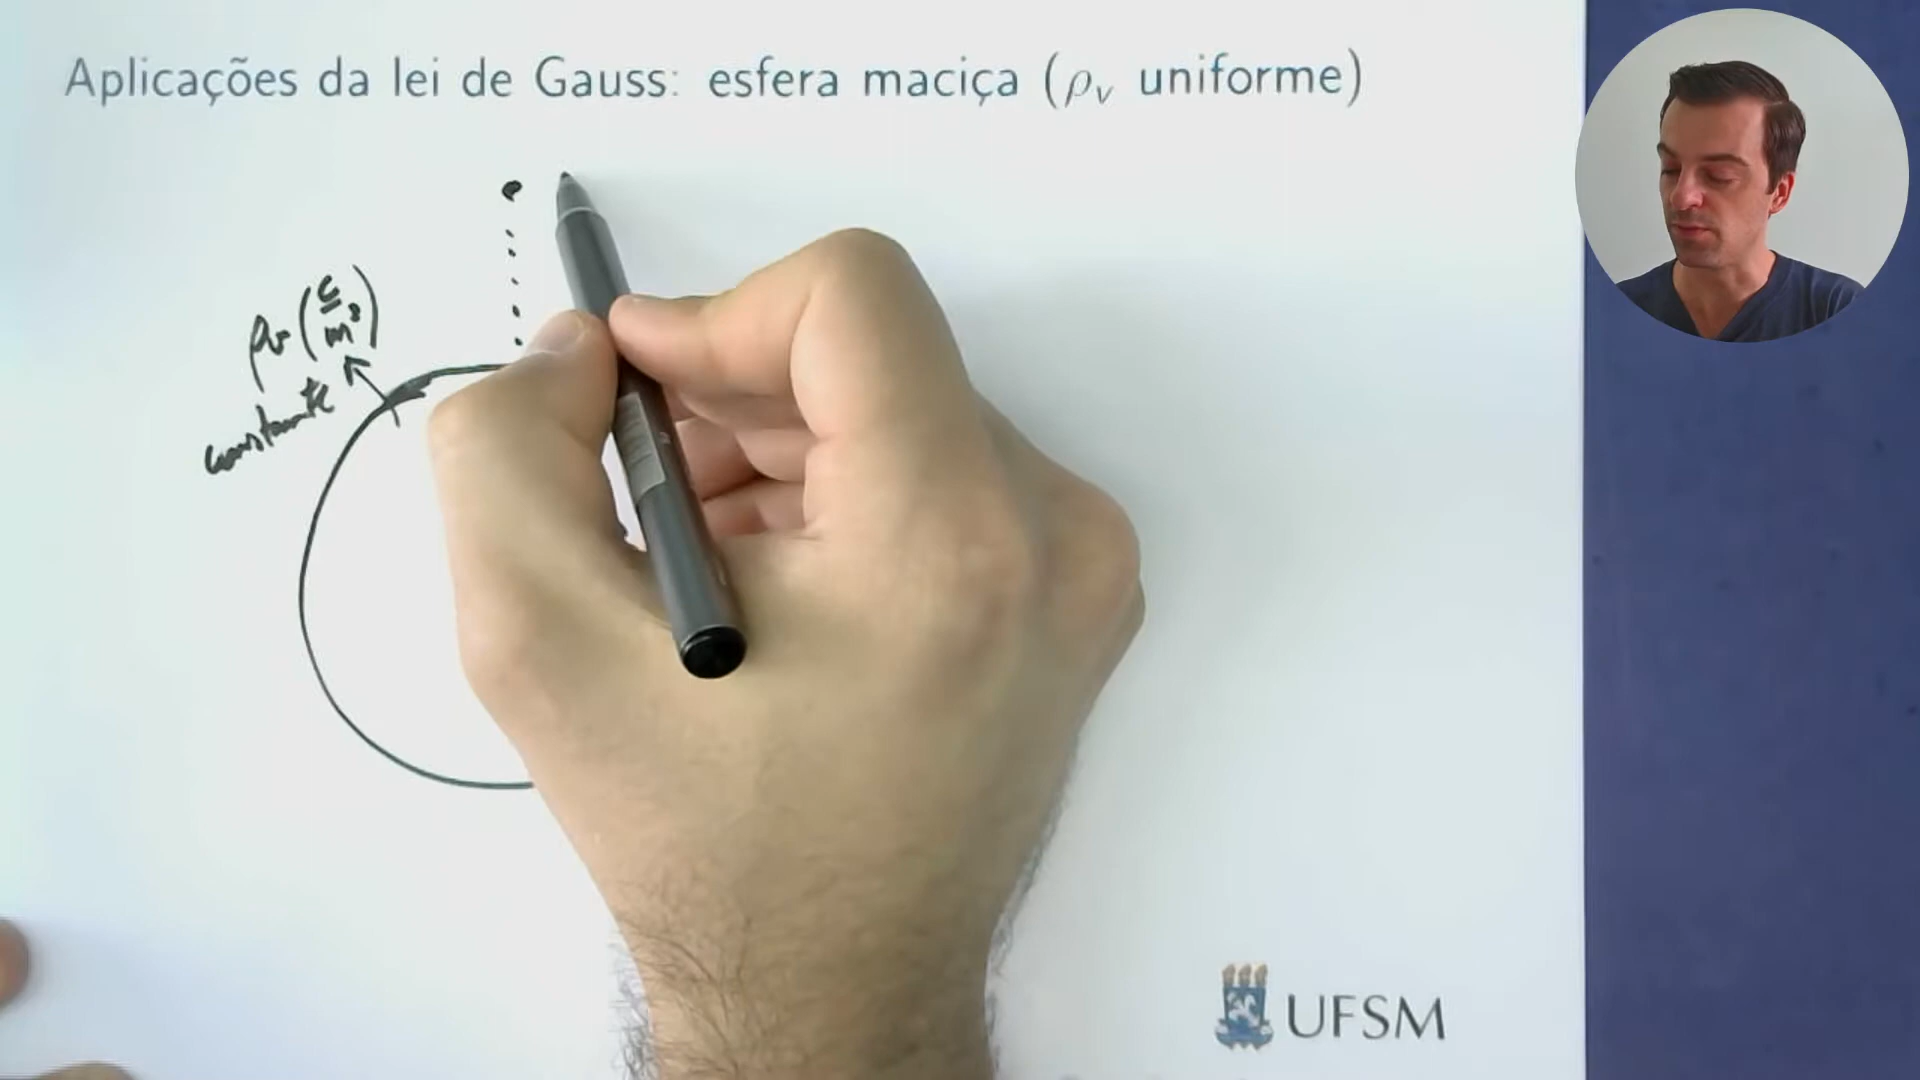 Aplicações da lei de Gauss: esfera maciça (ρᵥ uniforme)
ρᵥ (C/m³)
constante
UFSM